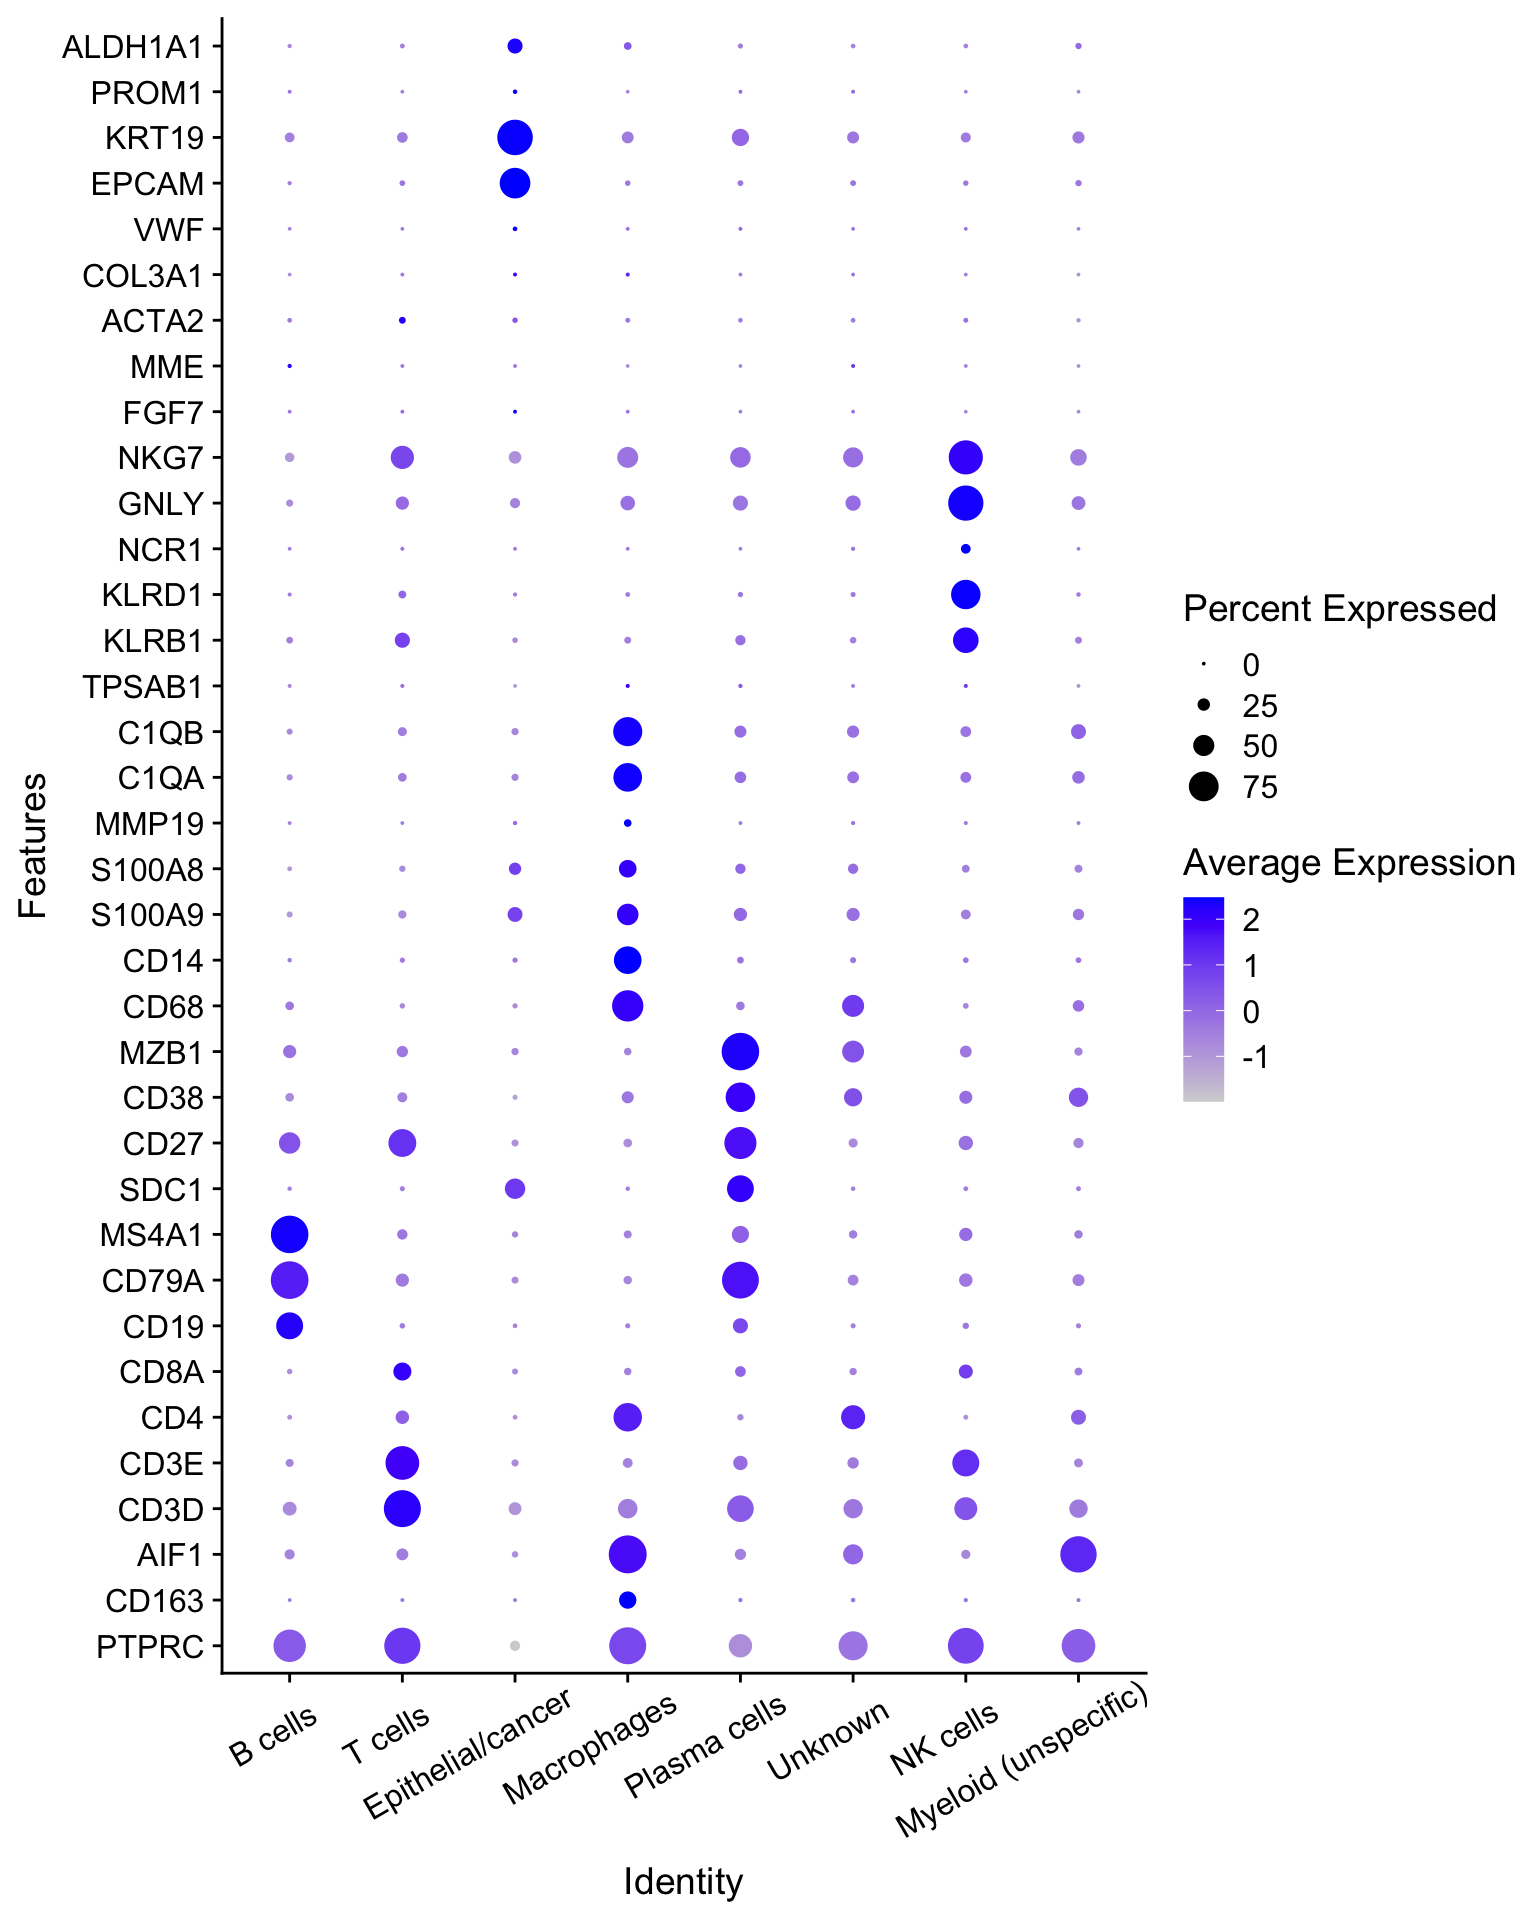 ALDH1A1
PROM1
KRT19
EPCAM
VWF
COL3A1
ACTA2
MME
FGF7
NKG7
GNLY
NCR1
KLRD1
KLRB1
TPSAB1
C1QB
C1QA
MMP19
S100A8
S100A9
CD14
CD68
MZB1
CD38
CD27
SDC1
MS4A1
CD79A
CD19
CD8A
CD4
CD3E
CD3D
AIF1
CD163
PTPRC
Features
B cells
T cells
Epithelial/cancer
Macrophages
Plasma cells
Unknown
NK cells
Myeloid (unspecific)
Identity
Percent Expressed
0
25
50
75
Average Expression
2
1
0
-1